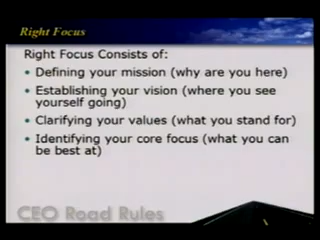 Right Focus
Right Focus Consists of:
• Defining your mission (why are you here)
• Establishing your vision (where you see
yourself going)
• Clarifying your values (what you stand for)
• Identifying your core focus (what you can
be best at)
CEO Road Rules